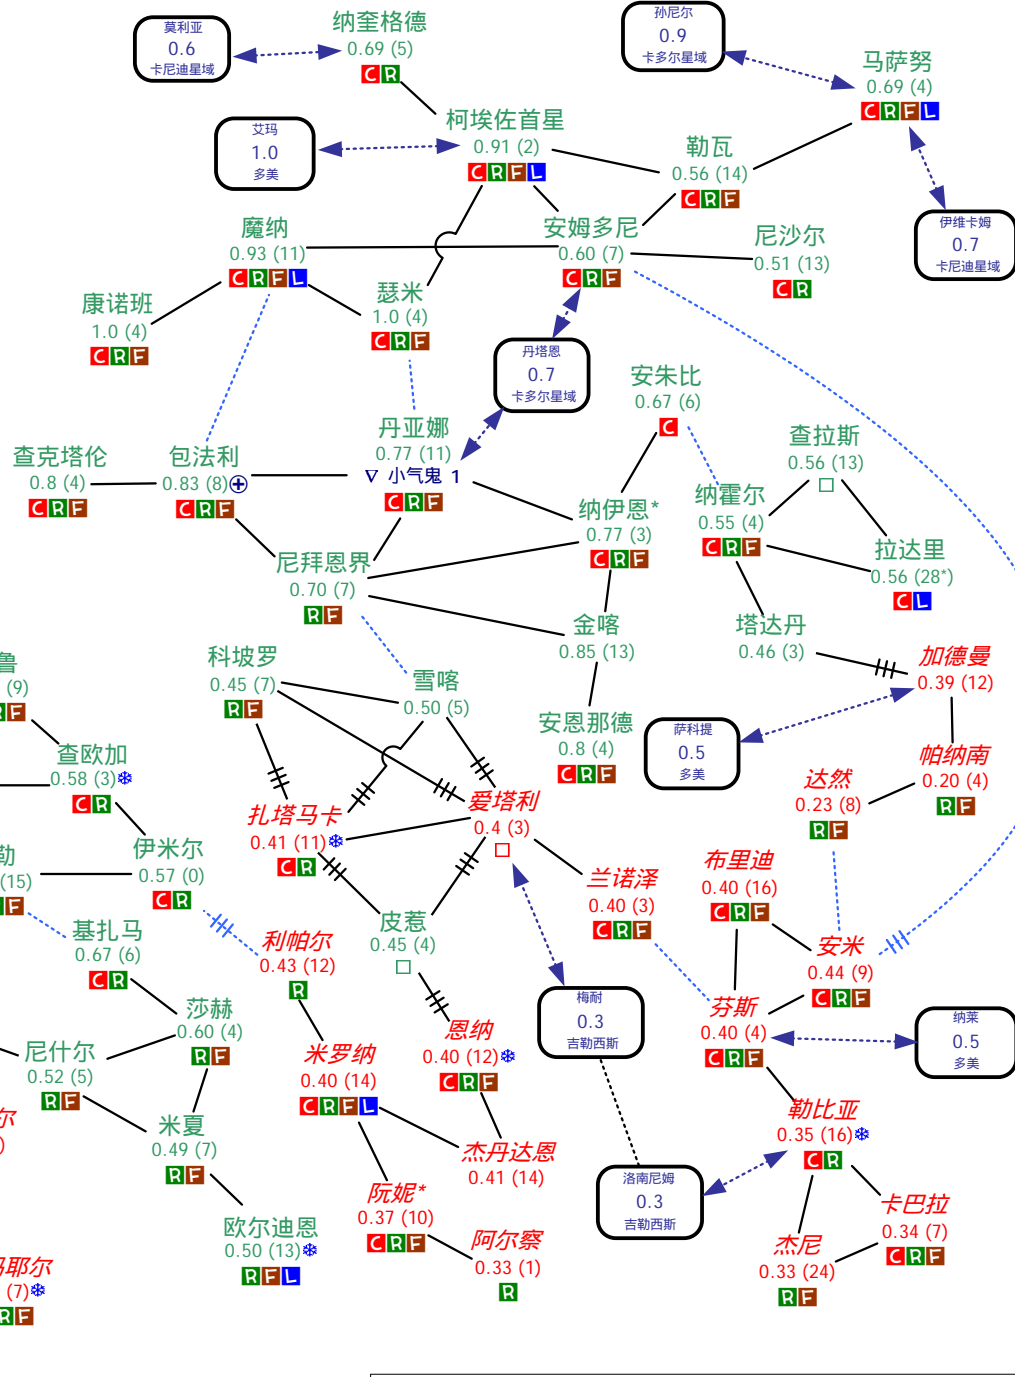 莫利亚
0.6
卡尼迪星域
纳奎格德
0.69 (5)
C R
孙尼尔
0.9
卡多尔星域
马萨努
0.69 (4)
C R F L
艾玛
1.0
多美
柯埃佐首星
0.91 (2)
C R F L
勒瓦
0.56 (14)
C R F
伊维卡姆
0.7
卡尼迪星域
魔纳
0.93 (11)
C R F L
安姆多尼
0.60 (7)
C R F
尼沙尔
0.51 (13)
C R
康诺班
1.0 (4)
C R F
瑟米
1.0 (4)
C R F
丹塔恩
0.7
卡多尔星域
安朱比
0.67 (6)
C
查克塔伦
0.8 (4)
C R F
包法利
0.83 (8)
C R F
丹亚娜
0.77 (11)
∇ 小气鬼 1
C R F
查拉斯
0.56 (13)
纳伊恩*
0.77 (3)
C R F
纳霍尔
0.55 (4)
C R F
拉达里
0.56 (28*)
C L
尼拜恩界
0.70 (7)
R F
金喀
0.85 (13)
塔达丹
0.46 (3)
鲁
(9)
F
科坡罗
0.45 (7)
R F
雪喀
0.50 (5)
加德曼
0.39 (12)
安恩那德
0.8 (4)
C R F
萨科提
0.5
多美
查欧加
0.58 (3)
C R
帕纳南
0.20 (4)
R F
达然
0.23 (8)
R F
扎塔马卡
0.41 (11)
C R
爱塔利
0.4 (3)
勒
(15)
F
伊米尔
0.57 (0)
C R
兰诺泽
0.40 (3)
C R F
布里迪
0.40 (16)
C R F
基扎马
0.67 (6)
C R
利帕尔
0.43 (12)
R
皮惹
0.45 (4)
安米
0.44 (9)
C R F
莎赫
0.60 (4)
R F
梅耐
0.3
吉勒西斯
芬斯
0.40 (4)
C R F
纳莱
0.5
多美
尼什尔
0.52 (5)
R F
米罗纳
0.40 (14)
C R F L
恩纳
0.40 (12)
C R F
米夏
0.49 (7)
R F
尔
)
杰丹达恩
0.41 (14)
勒比亚
0.35 (16)
C R
洛南尼姆
0.3
吉勒西斯
阮妮*
0.37 (10)
C R F
卡巴拉
0.34 (7)
C R F
欧尔迪恩
0.50 (13)
R F L
阿尔察
0.33 (1)
R
杰尼
0.33 (24)
R F
耶尔
(7)
R F